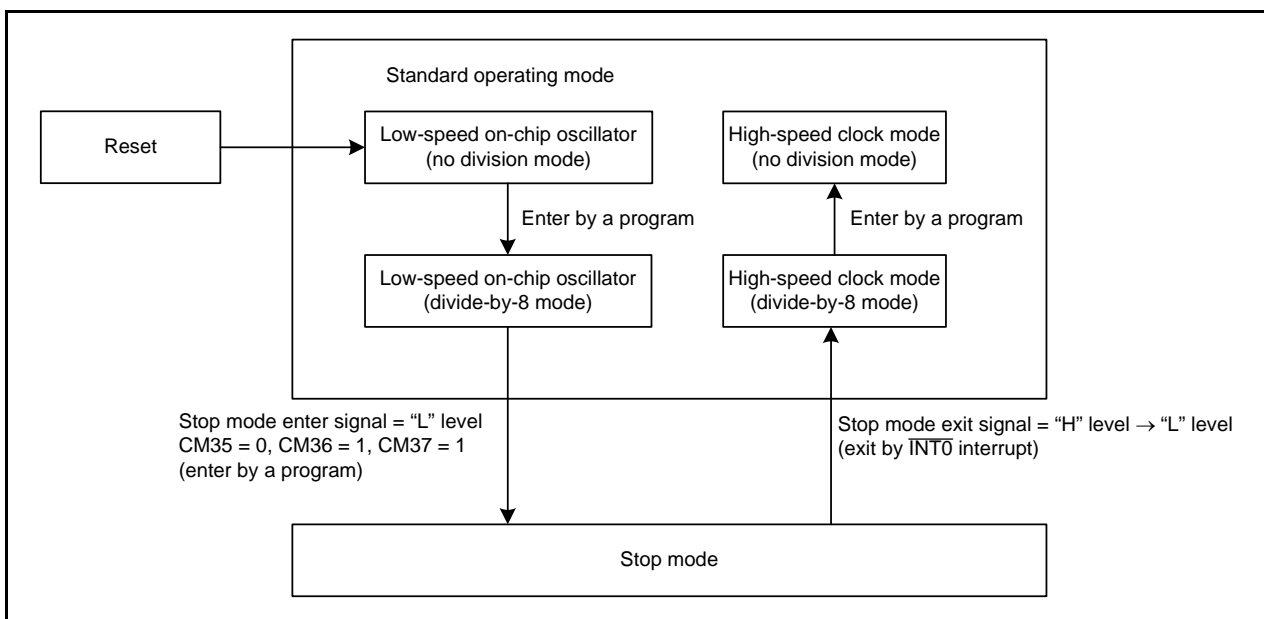 Standard operating mode
Reset
Low-speed on-chip oscillator
(no division mode)
High-speed clock mode
(no division mode)
Enter by a program
Enter by a program
Low-speed on-chip oscillator
(divide-by-8 mode)
High-speed clock mode
(divide-by-8 mode)
Stop mode enter signal = “L” level
CM35 = 0, CM36 = 1, CM37 = 1
(enter by a program)
Stop mode exit signal = “H” level → “L” level
(exit by I̅N̅T̅0̅ interrupt)
Stop mode